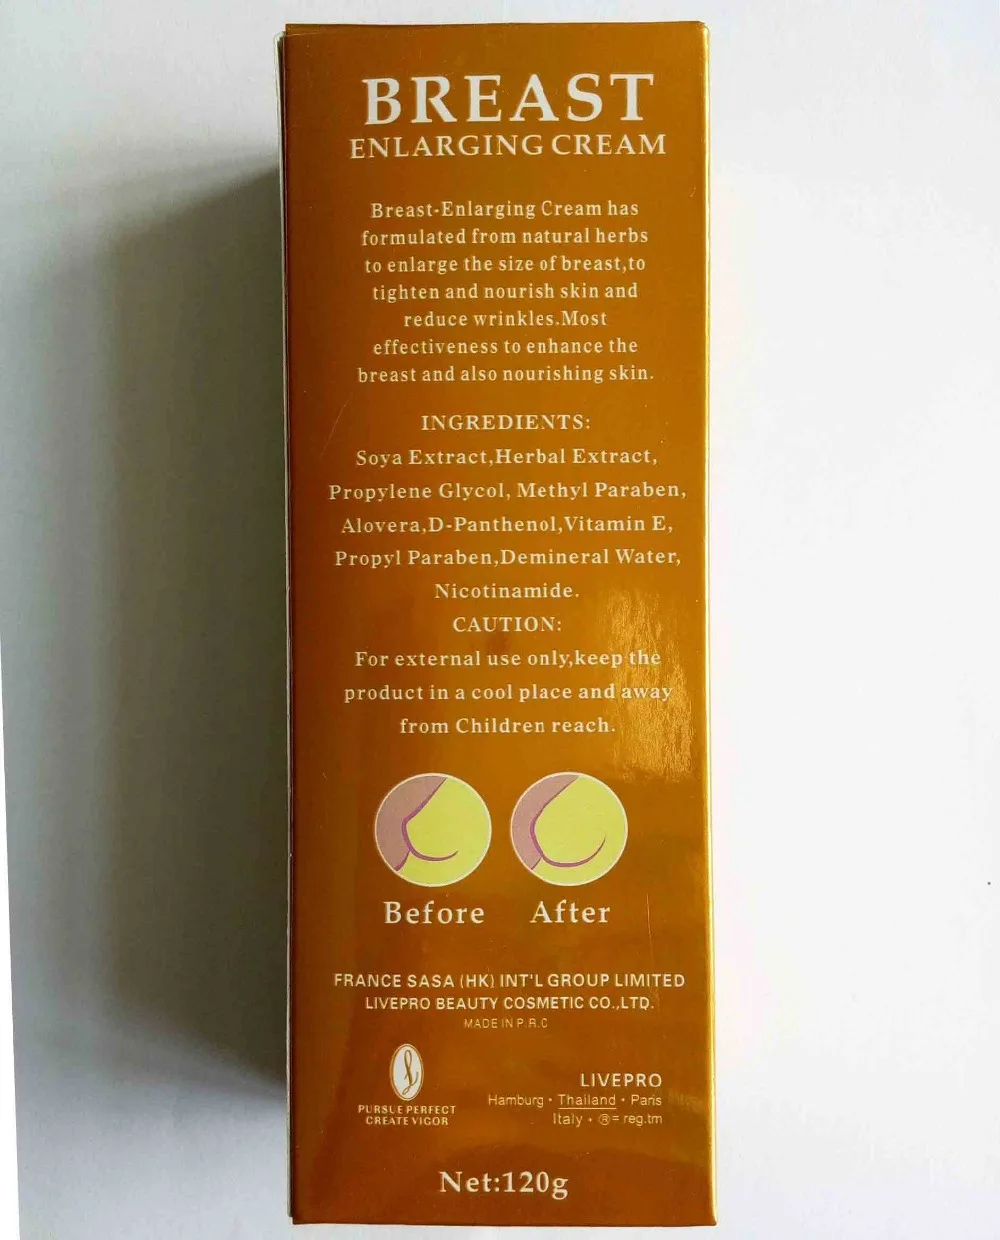 BREAST
ENLARGING CREAM
Breast-Enlarging Cream has
formulated from natural herbs
to enlarge the size of breast,to
tighten and nourish skin and
reduce wrinkles.Most
effectiveness to enhance the
breast and also nourishing skin.
INGREDIENTS:
Soya Extract,Herbal Extract,
Propylene Glycol, Methyl Paraben,
Alovera,D-Panthenol,Vitamin E,
Propyl Paraben,Demineral Water,
Nicotinamide.
CAUTION:
For external use only,keep the
product in a cool place and away
from Children reach.
Before After
FRANCE SASA (HK) INT'L GROUP LIMITED
LIVEPRO BEAUTY COSMETIC CO.,LTD.
MADE IN P.R.C
PURSUE PERFECT
CREATE VIGOR
LIVEPRO
Hamburg · Thailand · Paris
Italy · ®= reg.tm
Net:120g